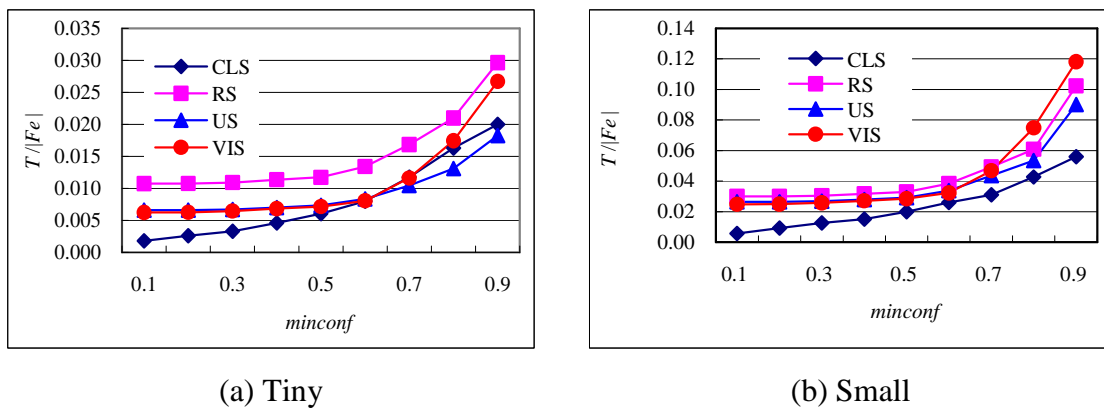 0.035
0.030
0.025
0.020
0.015
0.010
0.005
0.000
T/|Fe|
CLS
RS
US
VIS
0.1 0.3 0.5 0.7 0.9
minconf
(a) Tiny
0.14
0.12
0.10
0.08
0.06
0.04
0.02
0.00
T/|Fe|
CLS
RS
US
VIS
0.1 0.3 0.5 0.7 0.9
minconf
(b) Small